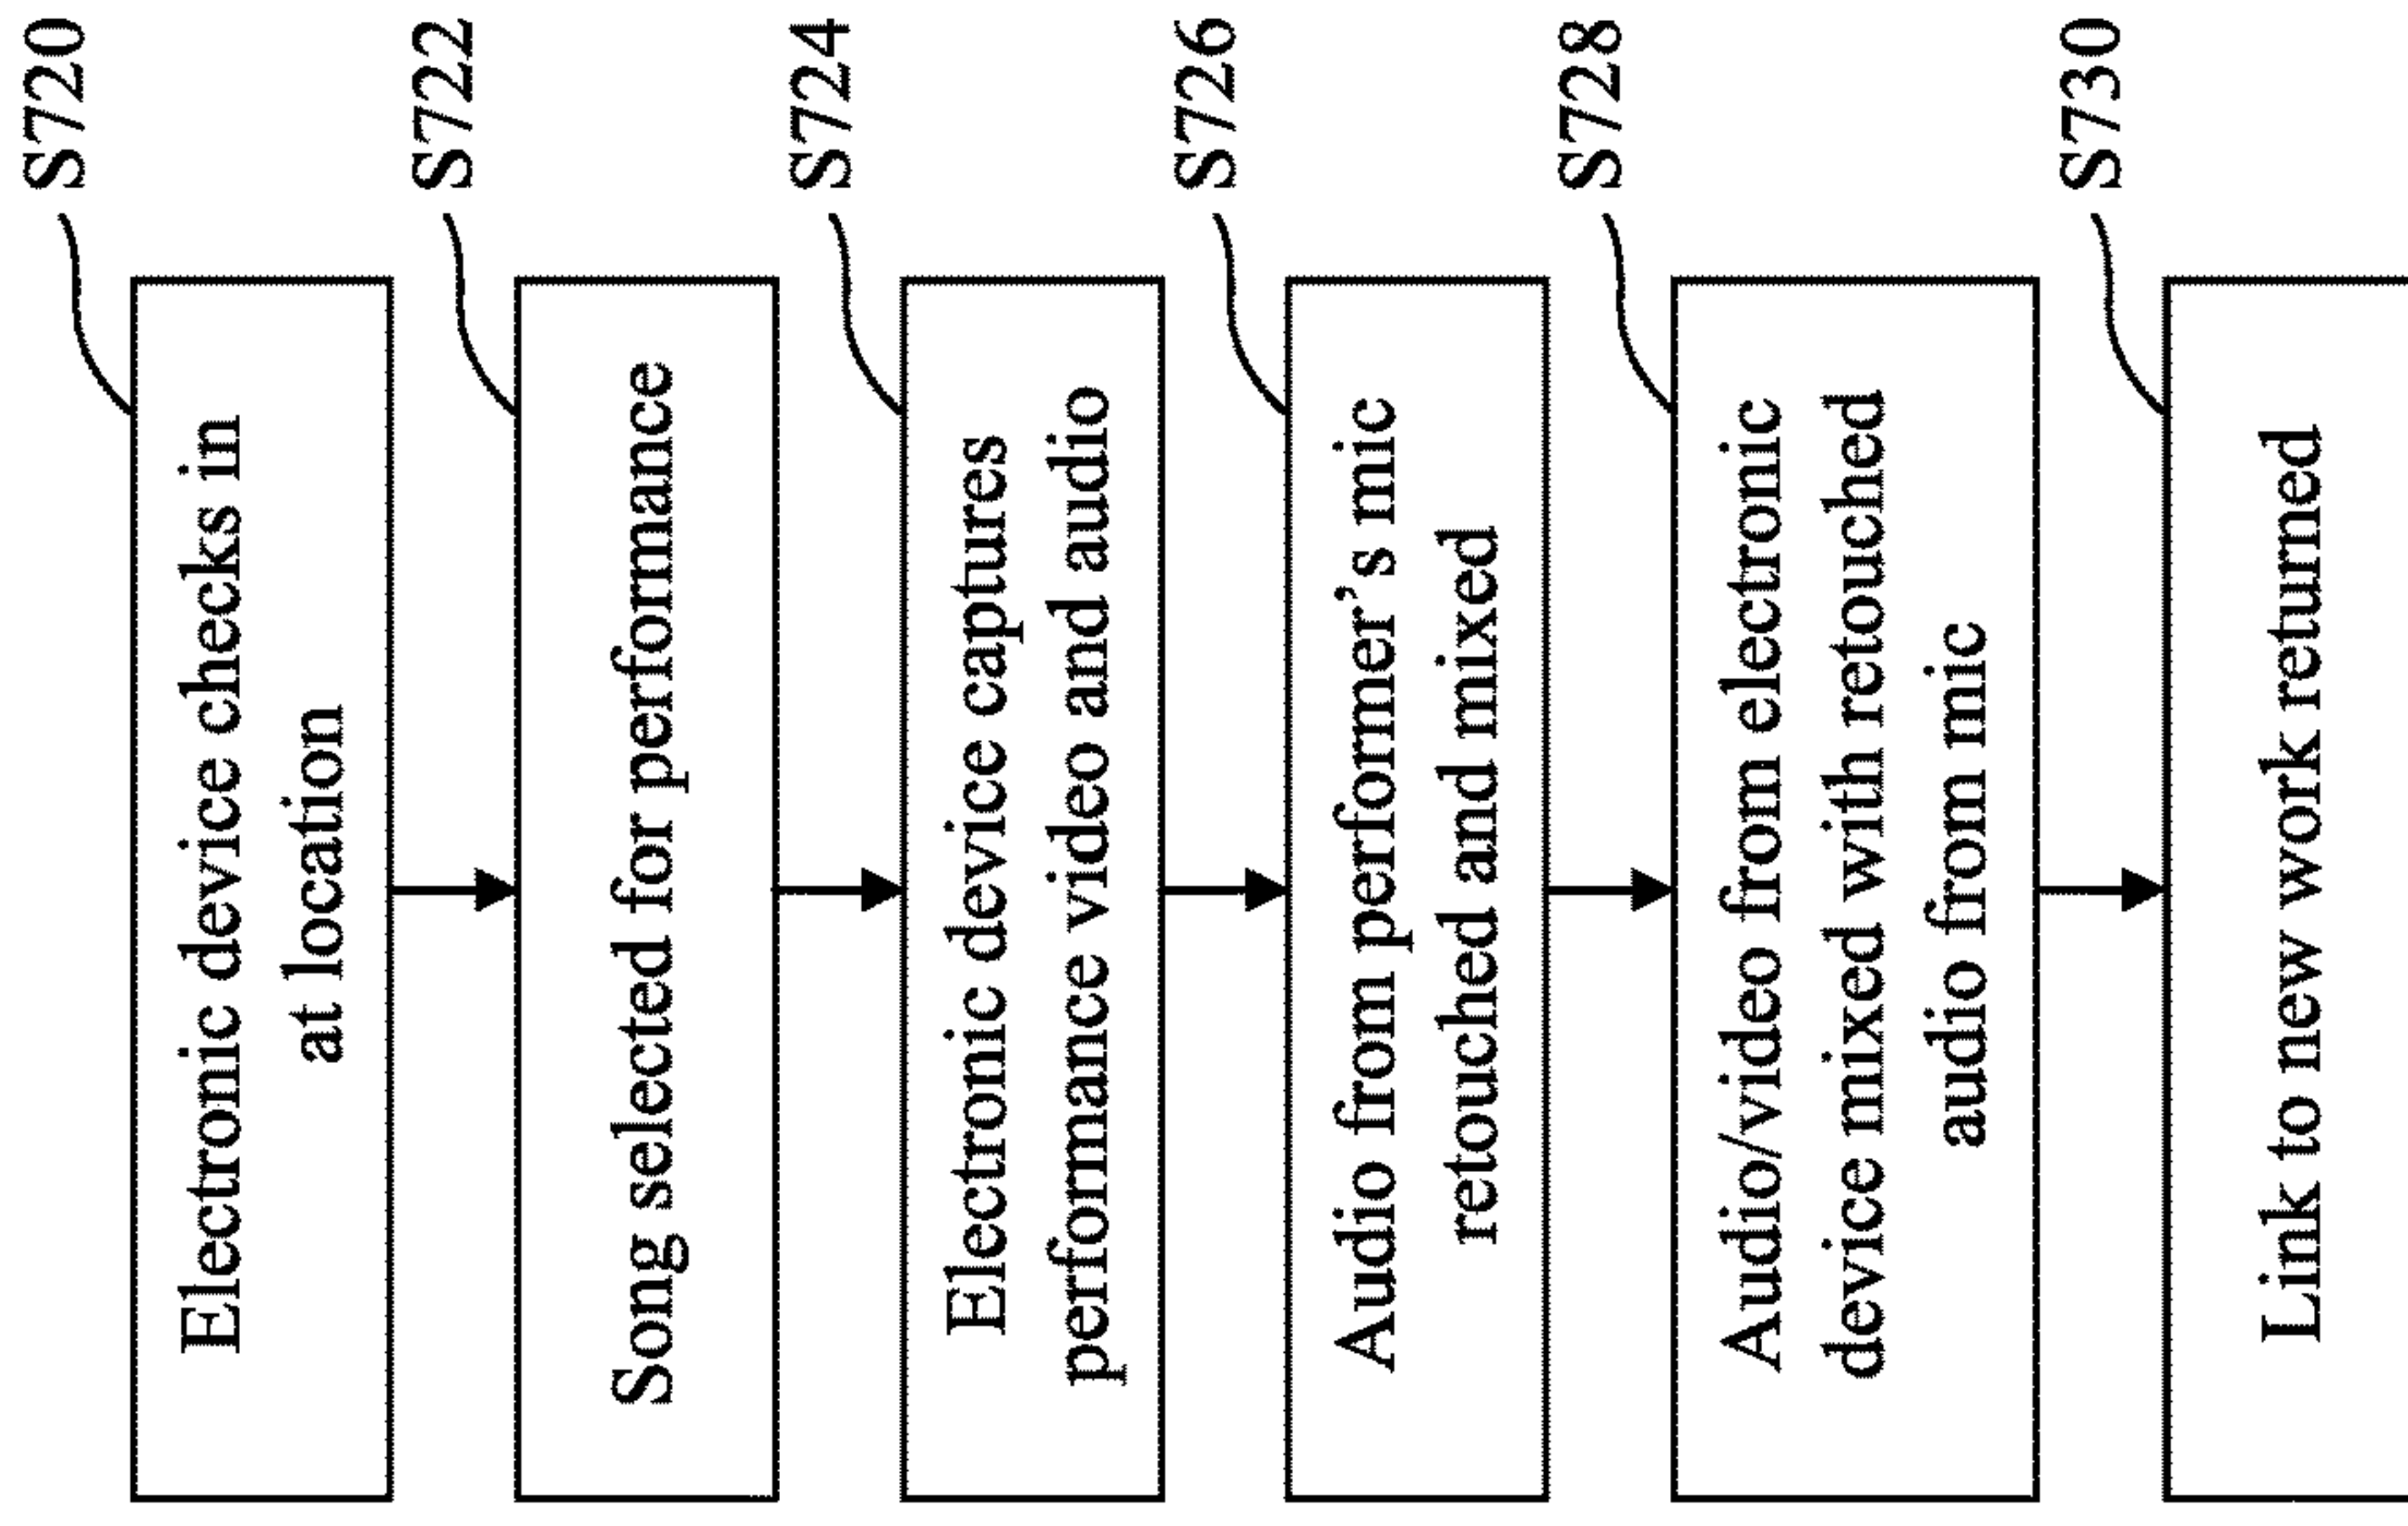 S720
Electronic device checks in
at location
S722
Song selected for performance
S724
Electronic device captures
performance video and audio
S726
Audio from performer's mic
retouched and mixed
S728
Audio/video from electronic
device mixed with retouched
audio from mic
S730
Link to new work returned